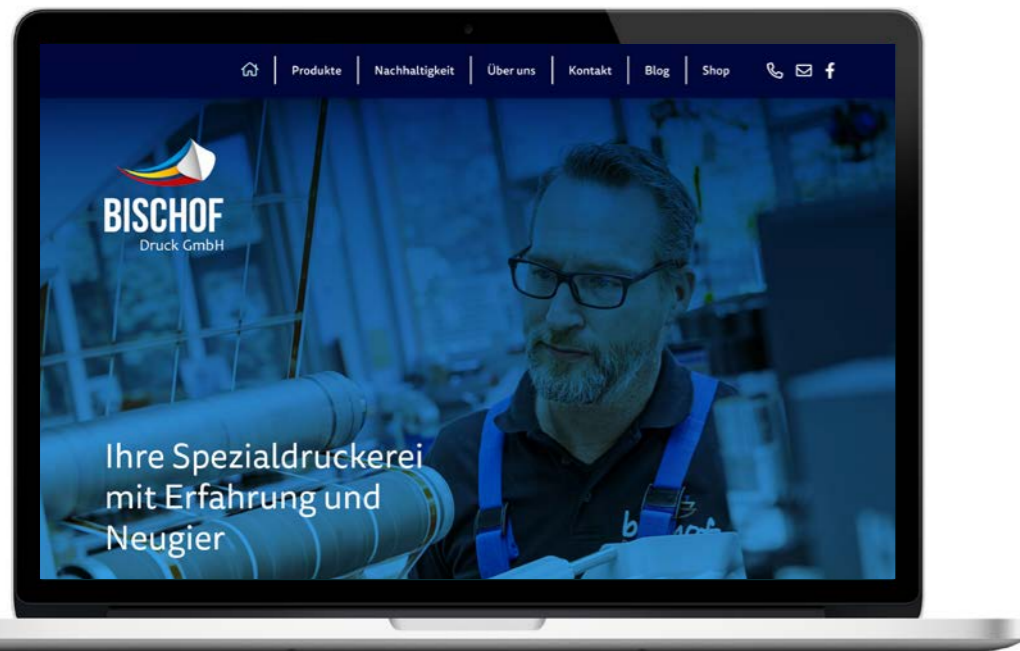 Produkte
Nachhaltigkeit
Über uns
Kontakt
Blog
Shop
BISCHOF
Druck GmbH
Ihre Spezialdruckerei
mit Erfahrung und
Neugier